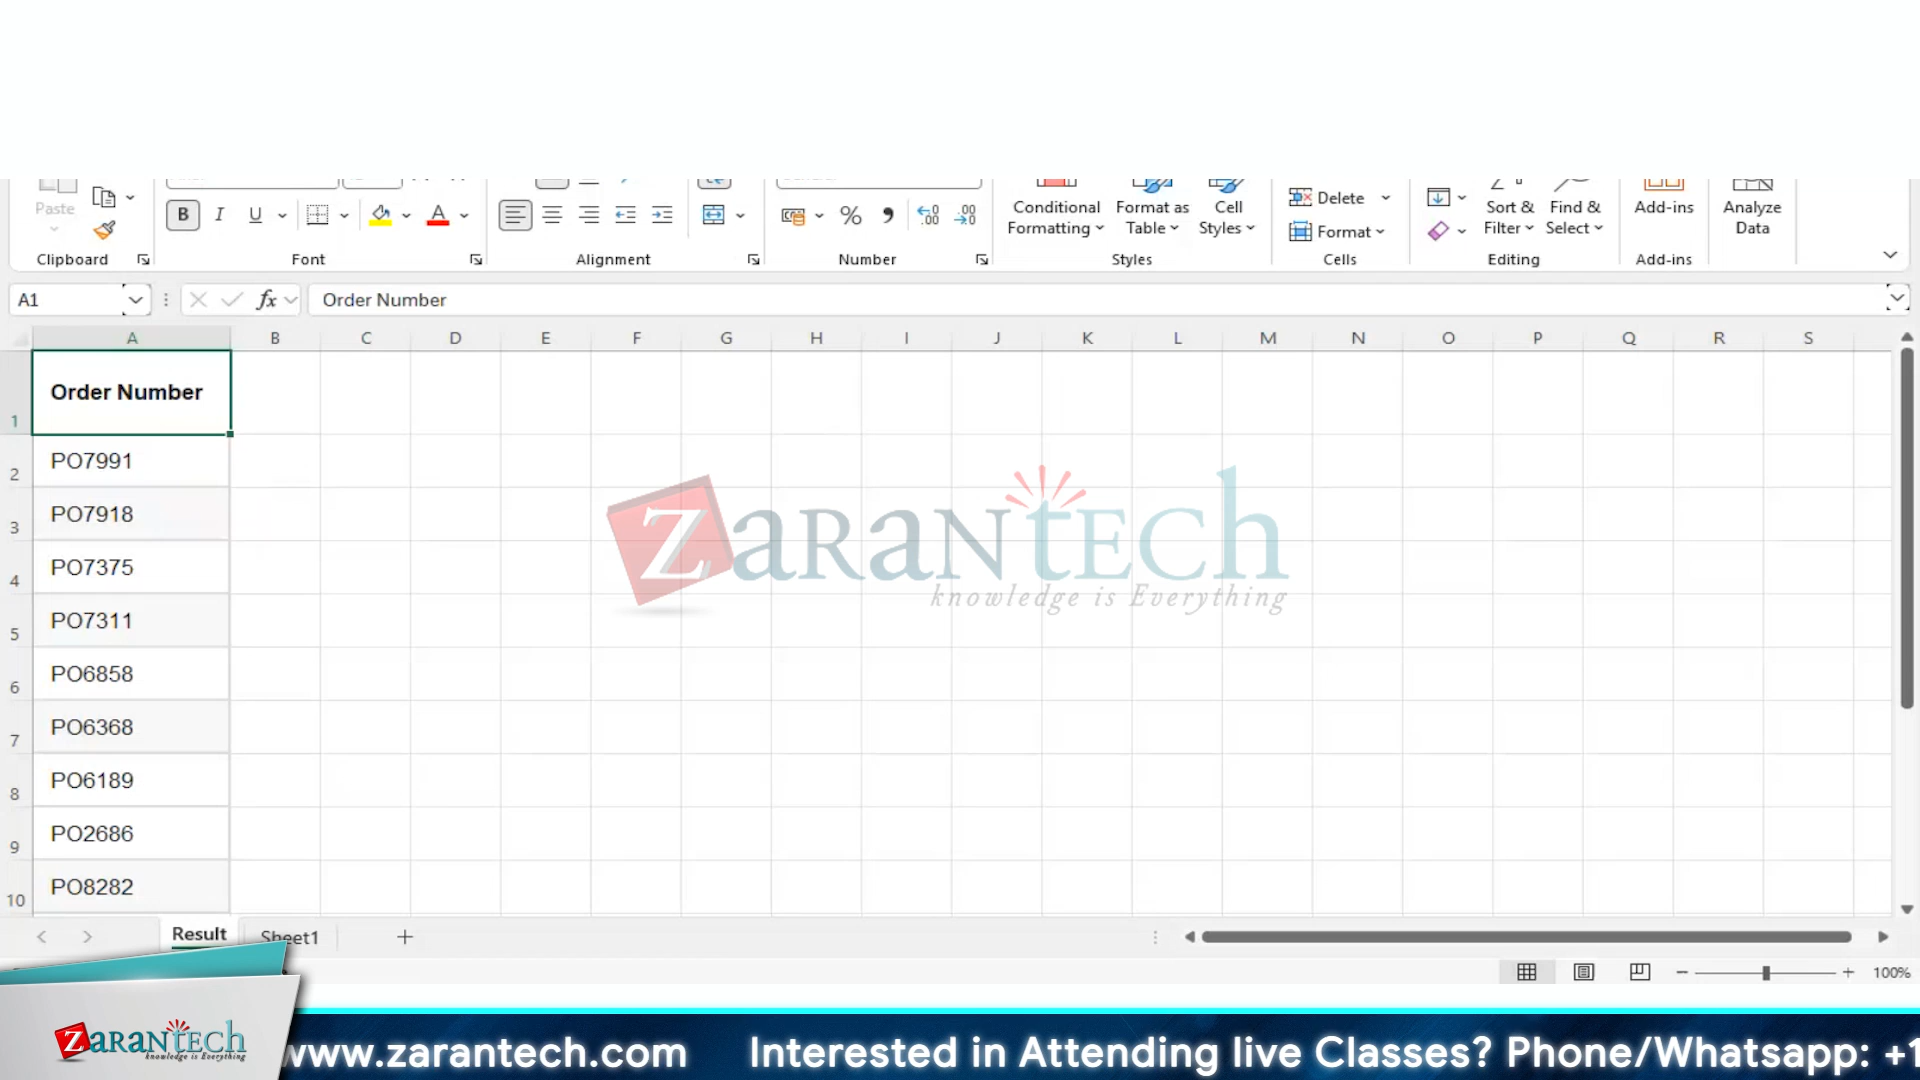 Paste
Clipboard
B I U
A
Font
Alignment
%
Number
Conditional Formatting
Format as Table
Cell Styles
Styles
Delete
Format
Cells
Sort & Filter
Find & Select
Editing
Add-ins
Add-ins
Analyze Data
A1
fx
Order Number
A B C D E F G H I J K L M N O P Q R S
1 Order Number
2 PO7991
3 PO7918
4 PO7375
5 PO7311
6 PO6858
7 PO6368
8 PO6189
9 PO2686
10 PO8282
ZaranTech
knowledge is Everything
Result
Sheet1
100%
ZaranTech
knowledge is Everything
www.zarantech.com Interested in Attending live Classes? Phone/Whatsapp: +1